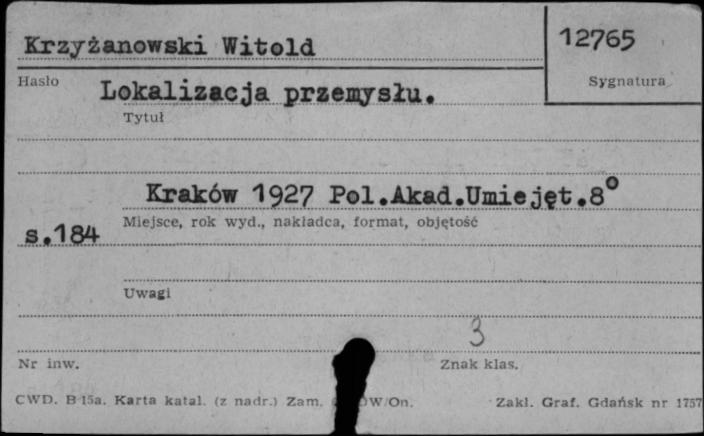 Krzyżanowski Witold
12765
Hasło
Sygnatura
Lokalizacja przemysłu.
Tytuł
Kraków 1927 Pol.Akad.Umiejęt.8°
Miejsce, rok wyd., nakładca, format, objętość
s.184
Uwagi
3
Nr inw.
Znak klas.
CWD. B 15a. Karta katal. (z nadr.) Zam. OW/On.
Zakł. Graf. Gdańsk nr 1757